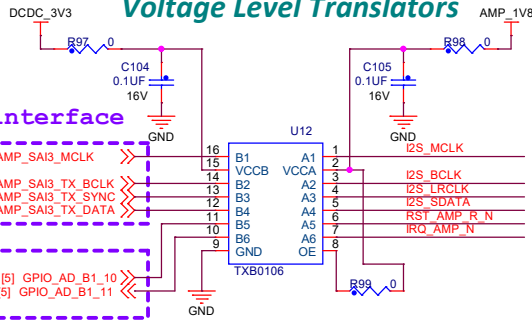 Voltage Level Translators
DCDC_3V3
AMP_1V8
R97 0
R98 0
C104
0.1UF
16V
GND
C105
0.1UF
16V
GND
nterface
U12
AMP_SAI3_MCLK
16 B1 A1 1 I2S_MCLK
15 VCCB VCCA 2
AMP_SAI3_TX_BCLK 14 B2 A2 3 I2S_BCLK
AMP_SAI3_TX_SYNC 13 B3 A3 4 I2S_LRCLK
AMP_SAI3_TX_DATA 12 B4 A4 5 I2S_SDATA
11 B5 A5 6 RST_AMP_R_N
10 B6 A6 7 IRQ_AMP_N
9 GND OE 8
TXB0106
[5] GPIO_AD_B1_10
5] GPIO_AD_B1_11
R99 0
GND